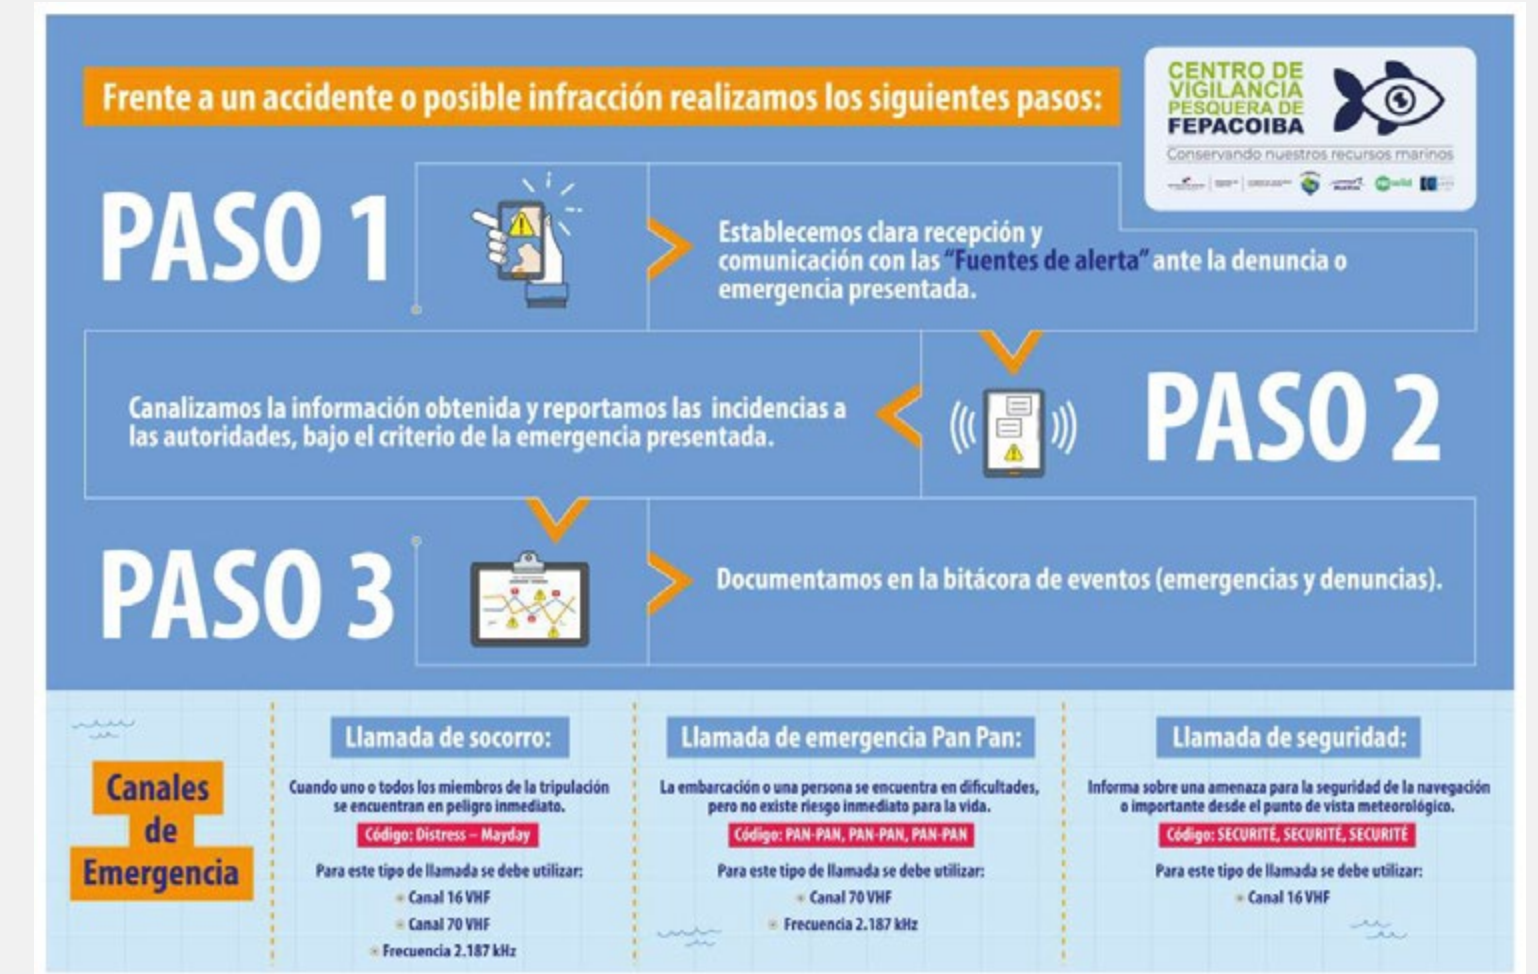 Frente a un accidente o posible infracción realizamos los siguientes pasos:
CENTRO DE
VIGILANCIA
PESQUERA DE
FEPACOIBA
Conservando nuestros recursos marinos
PASO 1
Establecemos clara recepción y
comunicación con las “Fuentes de alerta” ante la denuncia o
emergencia presentada.
PASO 2
Canalizamos la información obtenida y reportamos las incidencias a
las autoridades, bajo el criterio de la emergencia presentada.
PASO 3
Documentamos en la bitácora de eventos (emergencias y denuncias).
Canales
de
Emergencia
Llamada de socorro:
Cuando uno o todos los miembros de la tripulación
se encuentran en peligro inmediato.
Código: Distress – Mayday
Para este tipo de llamada se debe utilizar:
Canal 16 VHF
Canal 70 VHF
Frecuencia 2.187 kHz
Llamada de emergencia Pan Pan:
La embarcación o una persona se encuentra en dificultades,
pero no existe riesgo inmediato para la vida.
Código: PAN-PAN, PAN-PAN, PAN-PAN
Para este tipo de llamada se debe utilizar:
Canal 70 VHF
Frecuencia 2.187 kHz
Llamada de seguridad:
Informa sobre una amenaza para la seguridad de la navegación
o importante desde el punto de vista meteorológico.
Código: SECURITÉ, SECURITÉ, SECURITÉ
Para este tipo de llamada se debe utilizar:
Canal 16 VHF